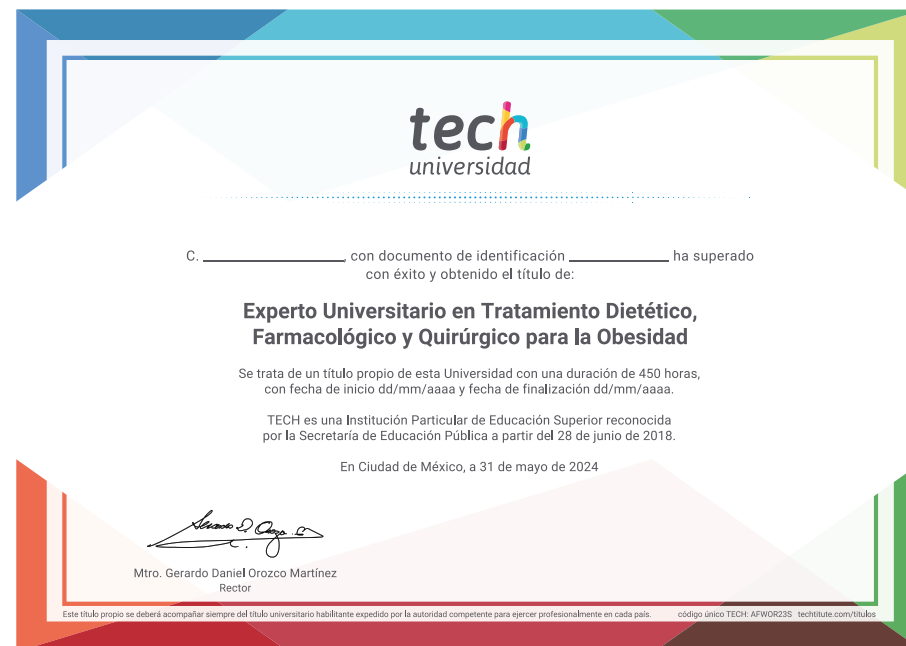 tech
universidad
C. ____________, con documento de identificación ____________ ha superado
con éxito y obtenido el título de:
Experto Universitario en Tratamiento Dietético,
Farmacológico y Quirúrgico para la Obesidad
Se trata de un título propio de esta Universidad con una duración de 450 horas,
con fecha de inicio dd/mm/aaaa y fecha de finalización dd/mm/aaaa.
TECH es una Institución Particular de Educación Superior reconocida
por la Secretaría de Educación Pública a partir del 28 de junio de 2018.
En Ciudad de México, a 31 de mayo de 2024
Mtro. Gerardo Daniel Orozco Martínez
Rector
Este título propio se deberá acompañar siempre del título universitario habilitante expedido por la autoridad competente para ejercer profesionalmente en cada país. código único TECH: AFWOR23S techtitute.com/titulos